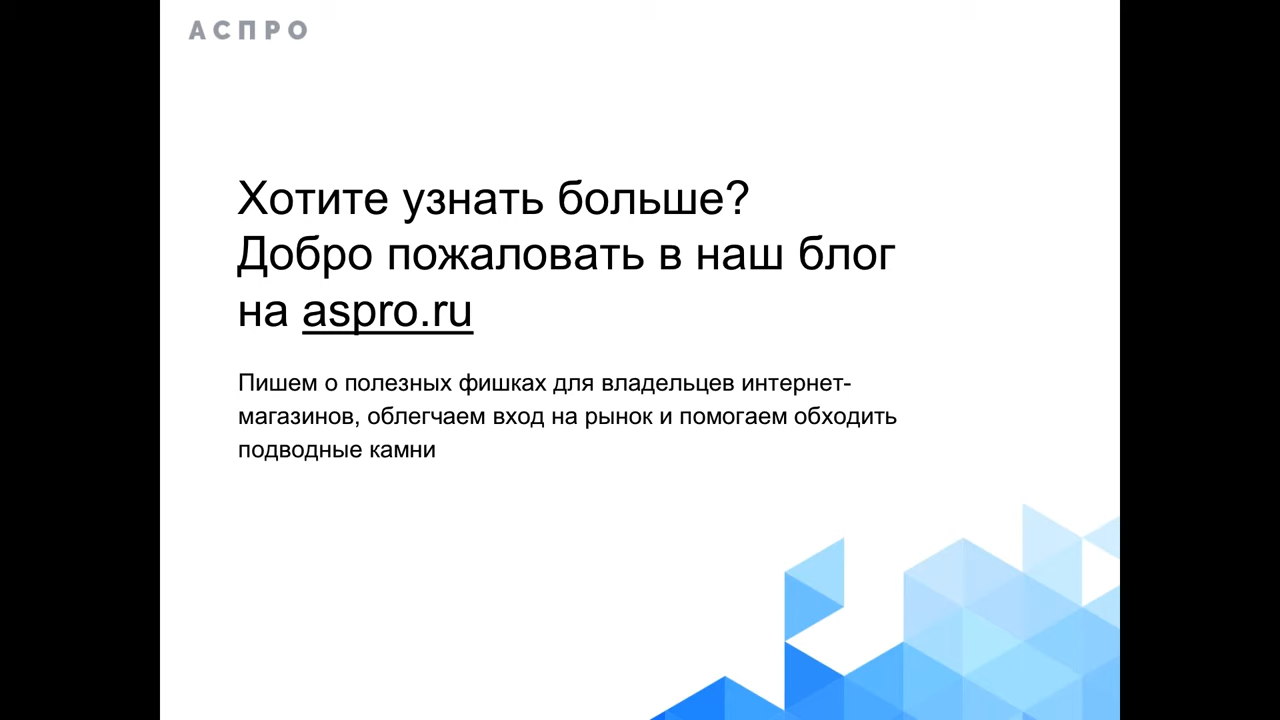 АСПРО
Хотите узнать больше?
Добро пожаловать в наш блог
на aspro.ru
Пишем о полезных фишках для владельцев интернет-
магазинов, облегчаем вход на рынок и помогаем обходить
подводные камни